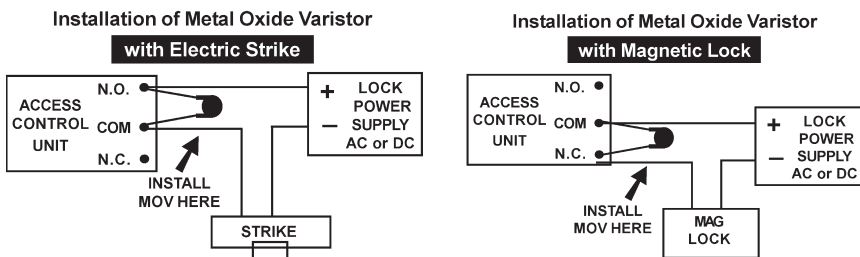 Installation of Metal Oxide Varistor
with Electric Strike
N.O.
ACCESS
CONTROL
UNIT
COM
N.C.
+ LOCK
POWER
– SUPPLY
AC or DC
INSTALL
MOV HERE
STRIKE
Installation of Metal Oxide Varistor
with Magnetic Lock
N.O.
ACCESS
CONTROL
UNIT
COM
N.C.
+ LOCK
POWER
– SUPPLY
AC or DC
INSTALL
MOV HERE
MAG
LOCK